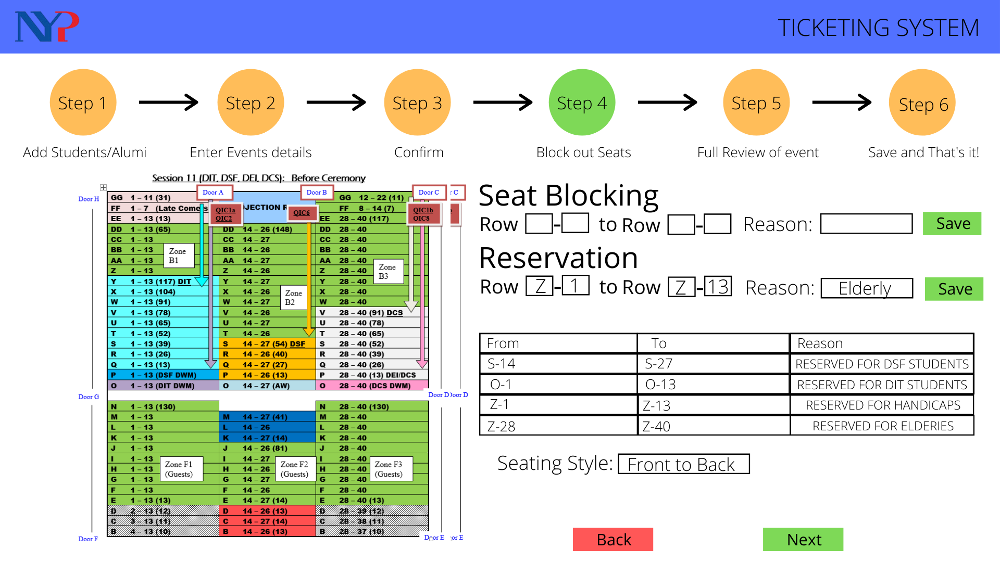 NYP
TICKETING SYSTEM
Step 1
Step 2
Step 3
Step 4
Step 5
Step 6
Add Students/Alumi
Enter Events details
Confirm
Block out Seats
Full Review of event
Save and That's it!
Session 11 (DIT, DSF, DEI, DCS): Before Ceremony
Door H
Door A
Door B
Door C
r C
GG 1 – 11 (31)
GG 12 – 22 (11)
FF 1 – 7 (Late Comers
QIC1a
QIC2
JECTION R
QIC6
FF 8 – 14 (7)
QIC1b
QIC8
EE 1 – 13 (13)
EE 28 – 40 (117)
DD 1 – 13 (65) DD 14 – 26 (148) DD 28 – 40
CC 1 – 13 CC 14 – 27 CC 28 – 40
BB 1 – 13 BB 14 – 26 BB 28 – 40
AA 1 – 13 AA 14 – 27 AA 28 – 40
Z 1 – 13 Z 14 – 26 Z 28 – 40
Zone
B1
Zone
B3
Y 1 – 13 (117) DIT Y 14 – 27 Y 28 – 40
X 1 – 13 (104) X 14 – 26 X 28 – 40
W 1 – 13 (91) W 14 – 27 W 28 – 40
Zone
B2
V 1 – 13 (78) V 14 – 26 V 28 – 40 (91) DCS
U 1 – 13 (65) U 14 – 27 U 28 – 40 (78)
T 1 – 13 (52) T 14 – 26 T 28 – 40 (65)
S 1 – 13 (39) S 14 – 27 (54) DSF S 28 – 40 (52)
R 1 – 13 (26) R 14 – 26 (40) R 28 – 40 (39)
Q 1 – 13 (13) Q 14 – 27 (27) Q 28 – 40 (26)
P 1 – 13 (DSF DWM) P 14 – 26 (13) P 28 – 40 (13) DEI/DCS
O 1 – 13 (DIT DWM) O 14 – 27 (AW) O 28 – 40 (DCS DWM)
Door G
Door D
Door D
N 1 – 13 (130) N 28 – 40 (130)
M 1 – 13 M 14 – 27 (41) M 28 – 40
L 1 – 13 L 14 – 26 L 28 – 40
K 1 – 13 K 14 – 27 (14) K 28 – 40
J 1 – 13 J 14 – 26 (81) J 28 – 40
I 1 – 13 I 14 – 27 I 28 – 40
H 1 – 13 H 14 – 26 H 28 – 40
G 1 – 13 G 14 – 27 G 28 – 40
Zone F1
(Guests)
Zone F2
(Guests)
Zone F3
(Guests)
F 1 – 13 F 14 – 26 F 28 – 40
E 1 – 13 (13) E 14 – 27 (14) E 28 – 40 (13)
D 2 – 13 (12) D 14 – 26 (13) D 28 – 39 (12)
C 3 – 13 (11) C 14 – 27 (14) C 28 – 38 (11)
B 4 – 13 (10) B 14 – 26 (13) B 28 – 37 (10)
Door F
Door E
or E
Seat Blocking
Row - to Row - Reason: Save
Reservation
Row Z - 1 to Row Z - 13 Reason: Elderly Save
From To Reason
S-14 S-27 RESERVED FOR DSF STUDENTS
O-1 O-13 RESERVED FOR DIT STUDENTS
Z-1 Z-13 RESERVED FOR HANDICAPS
Z-28 Z-40 RESERVED FOR ELDERIES
Seating Style: Front to Back
Back
Next